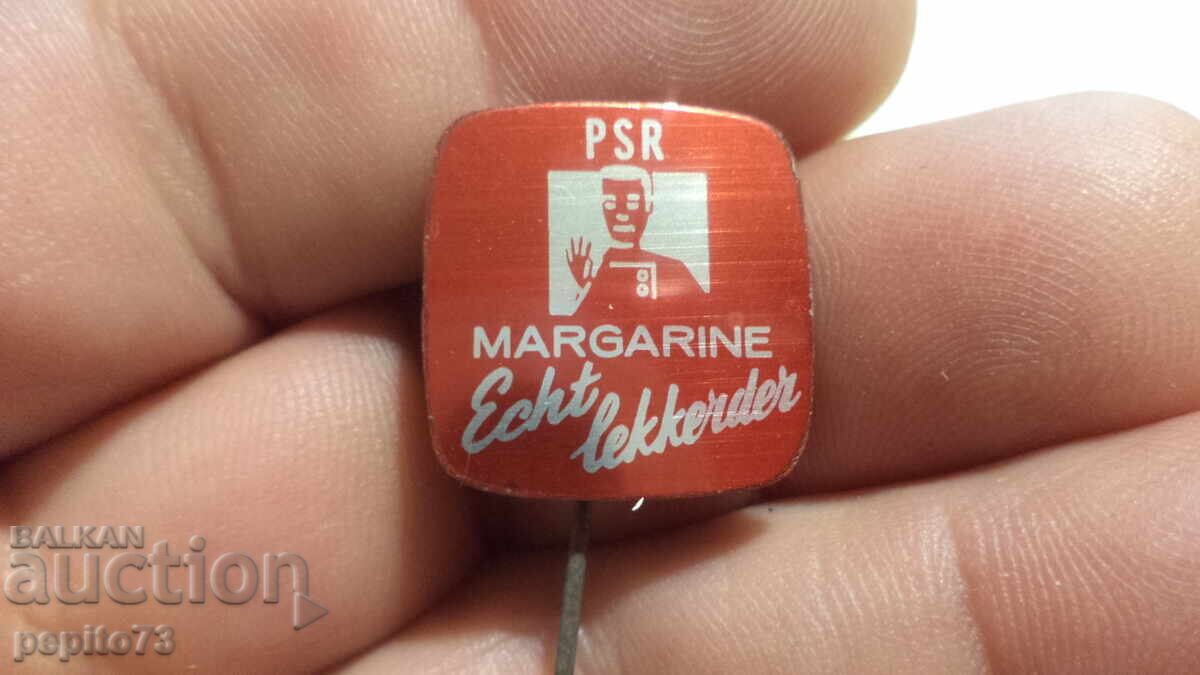 PSR
MARGARINE
Echt
lekkerder
BALKAN
auction
pepito73